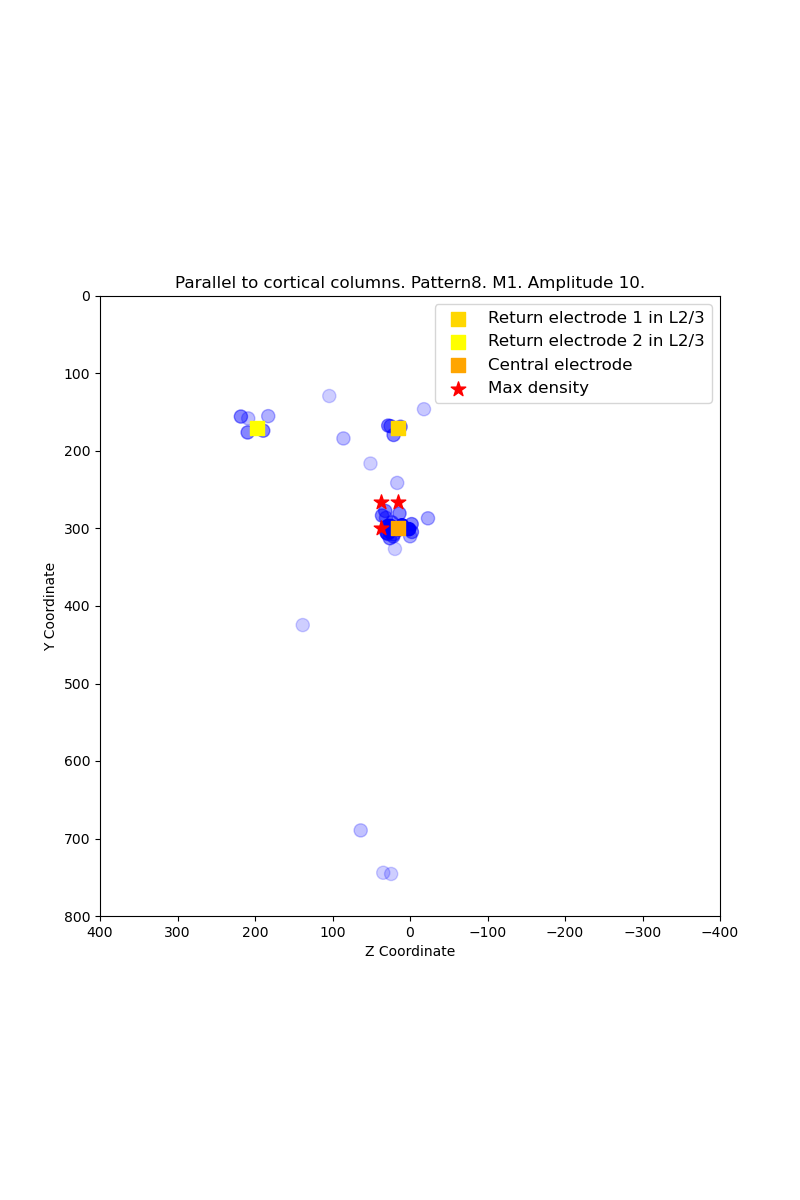 Parallel to cortical columns. Pattern8. M1. Amplitude 10.
Return electrode 1 in L2/3
Return electrode 2 in L2/3
Central electrode
Max density
0
100
200
300
400
500
600
700
800
Y Coordinate
400
300
200
100
0
−100
−200
−300
−400
Z Coordinate